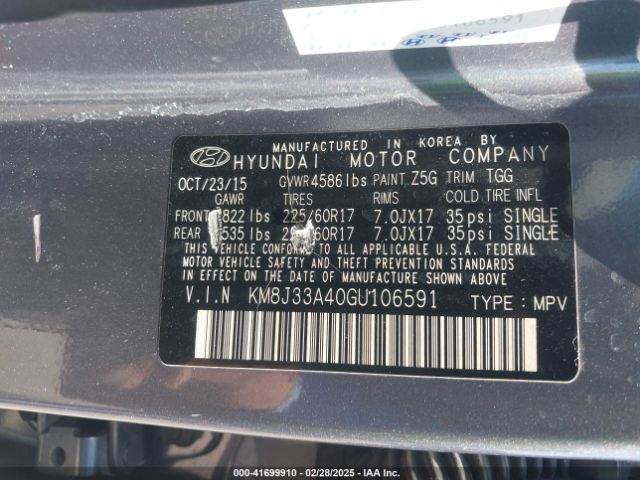 106591
MANUFACTURED IN KOREA BY
HYUNDAI MOTOR COMPANY
OCT/23/15 GVWR 4586lbs PAINT Z5G TRIM TGG
GAWR TIRES RIMS COLD TIRE INFL
FRONT 822 lbs 225/60R17 7.0JX17 35psi SINGLE
REAR 535 lbs 60R17 7.0JX17 35psi SINGLE
THIS VEHICLE CONFORMS TO ALL APPLICABLE U.S.A. FEDERAL
MOTOR VEHICLE SAFETY AND THEFT PREVENTION STANDARDS
IN EFFECT ON THE DATE OF MANUFACTURE SHOWN ABOVE.
V.I.N KM8J33A40GU106591 TYPE: MPV
000-41699910 | 02/28/2025 | IAA Inc.